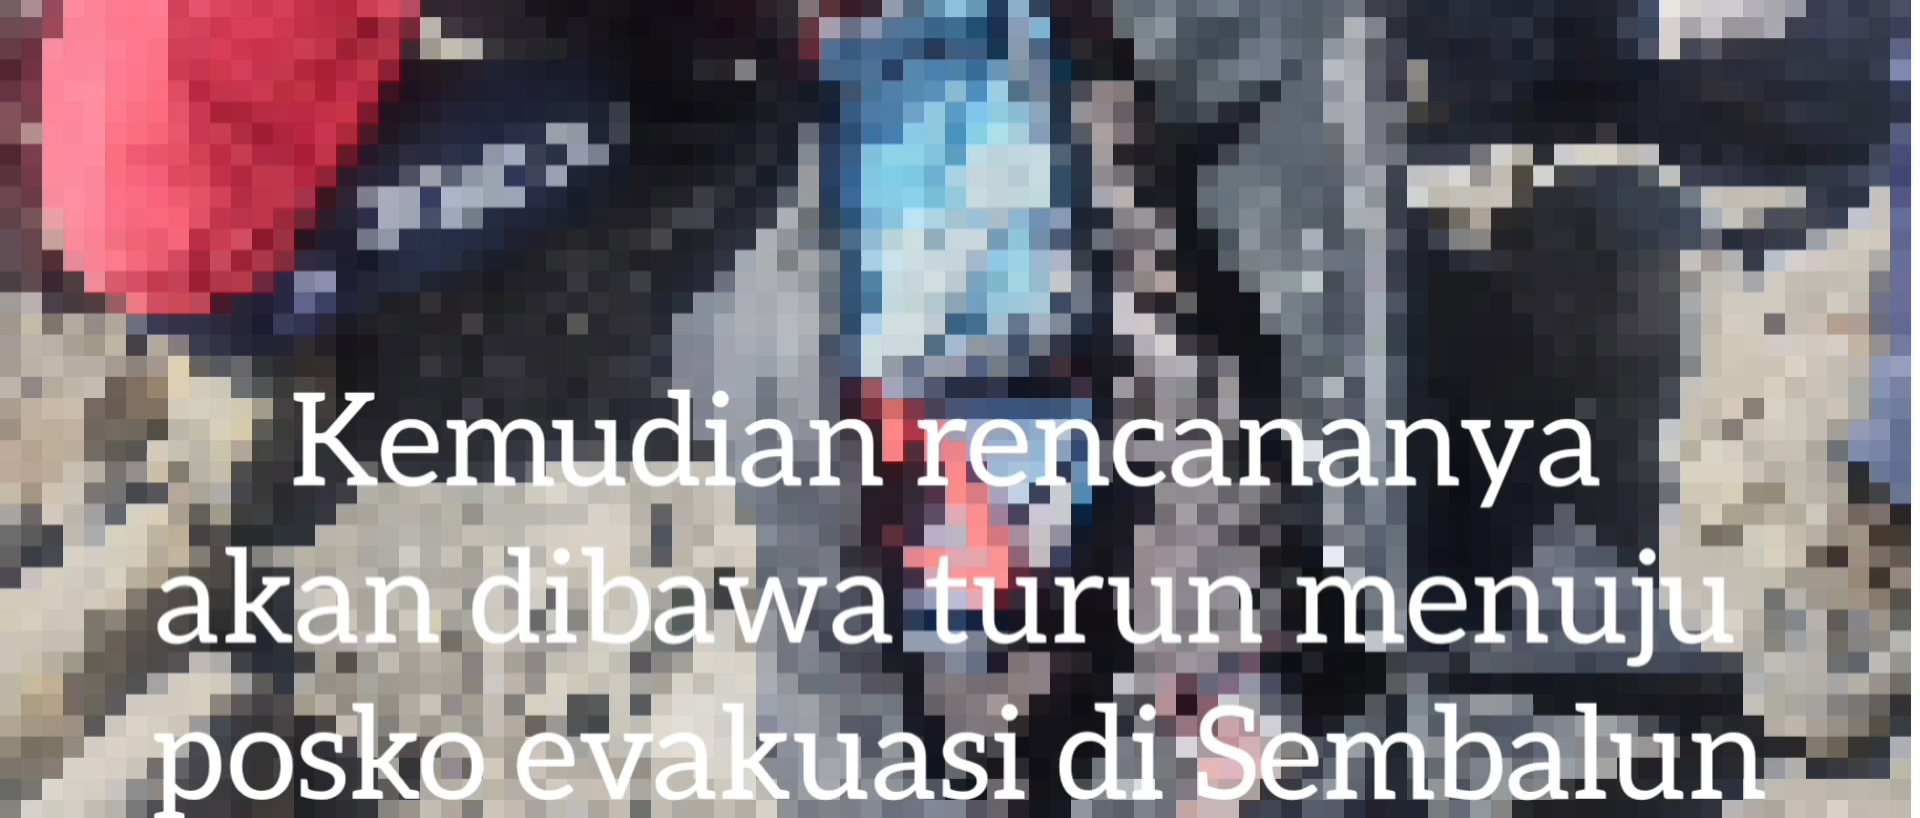 Kemudian rencananya
akan dibawa turun menuju
posko evakuasi di Sembalun